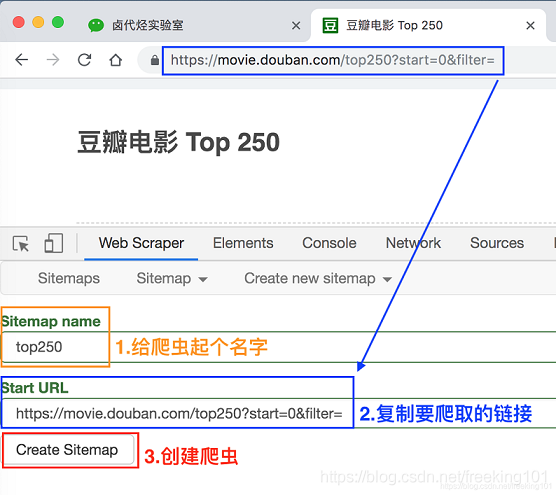 卤代烃实验室
豆瓣电影 Top 250
https://movie.douban.com/top250?start=0&filter=
豆瓣电影 Top 250
Web Scraper Elements Console Network Sources
Sitemaps Sitemap Create new sitemap
Sitemap name
top250
1.给爬虫起个名字
Start URL
https://movie.douban.com/top250?start=0&filter=
2.复制要爬取的链接
Create Sitemap
3.创建爬虫
https://blog.csdn.net/freeking101